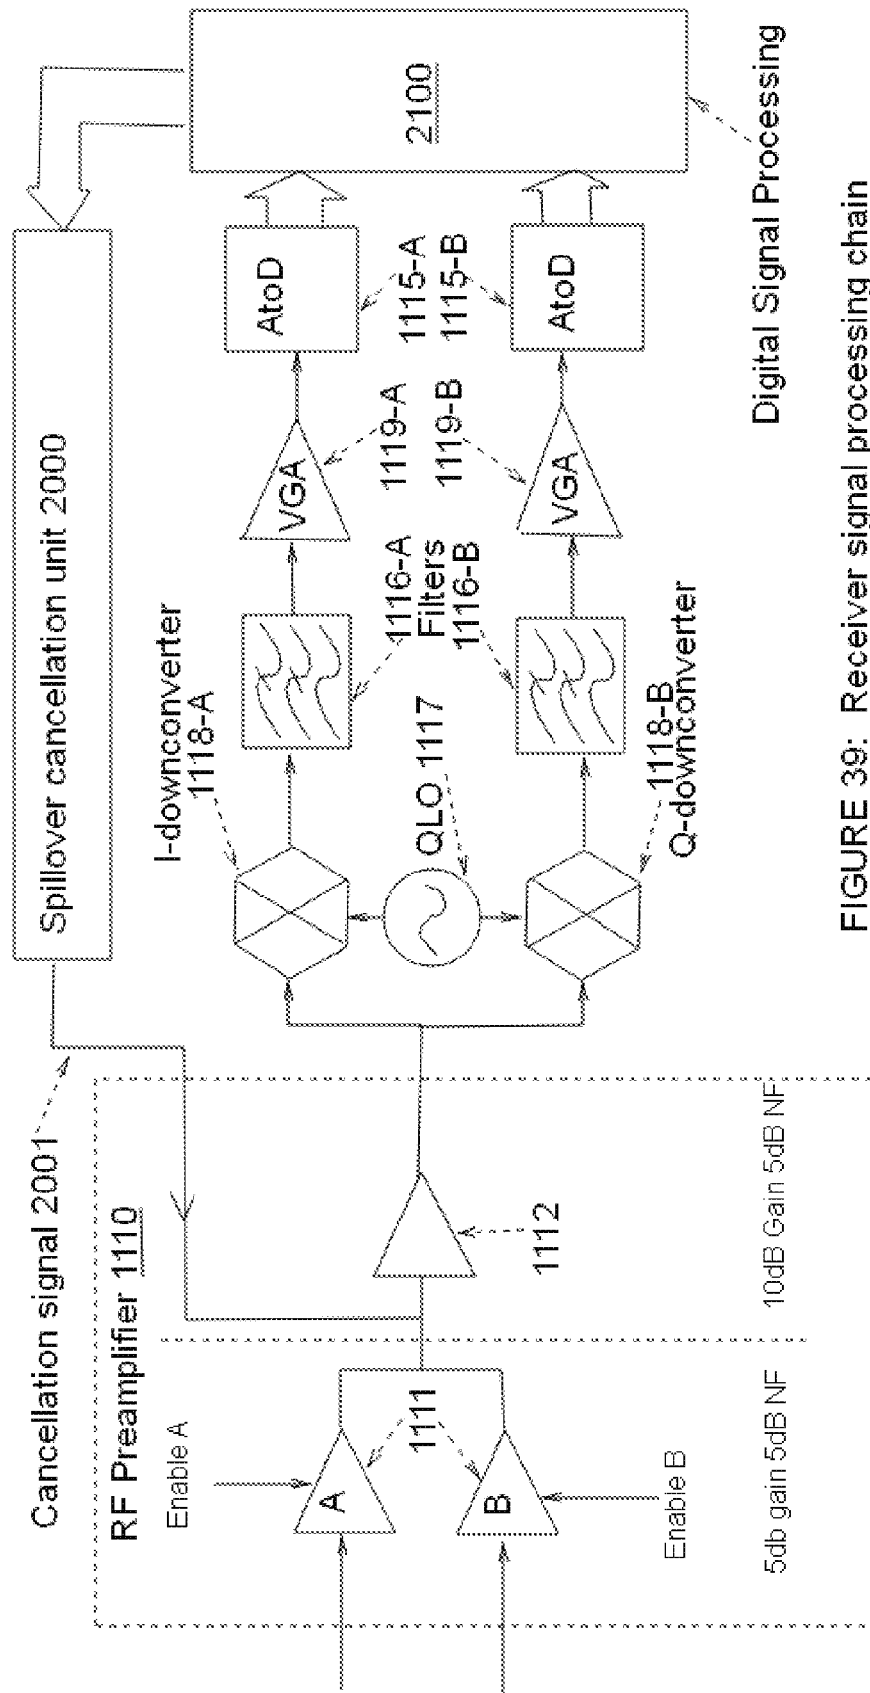 Spillover cancellation unit 2000
Cancellation signal 2001
RF Preamplifier 1110
Enable A
A
1111
B
Enable B
5db gain 5dB NF
1112
10dB Gain 5dB NF
I-downconverter
1118-A
QLO 1117
1118-B
Q-downconverter
1116-A
Filters
1116-B
VGA
1119-A
1119-B
VGA
AtoD
1115-A
1115-B
AtoD
2100
Digital Signal Processing
FIGURE 39: Receiver signal processing chain